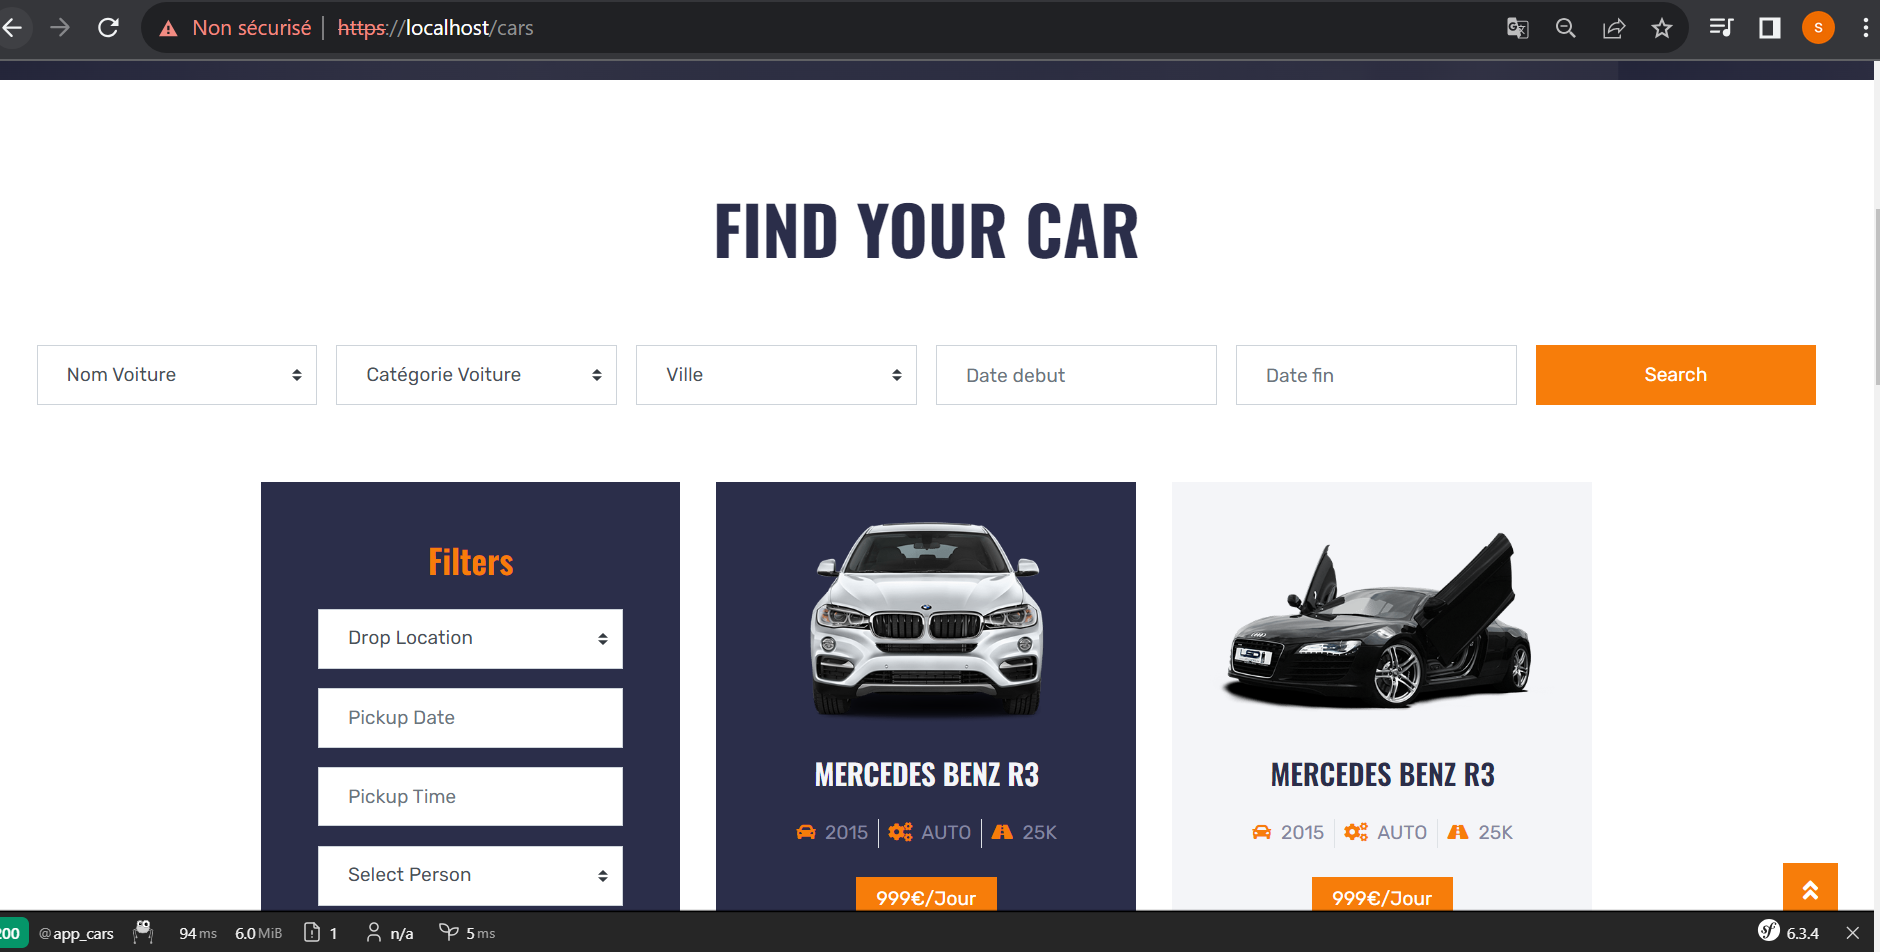 Non sécurisé https://localhost/cars S
FIND YOUR CAR
Nom Voiture Catégorie Voiture Ville Date debut Date fin Search
Filters
Drop Location
Pickup Date
Pickup Time
Select Person
MERCEDES BENZ R3
2015 AUTO 25K
999€/Jour
MERCEDES BENZ R3
2015 AUTO 25K
999€/Jour
200 @app_cars 94 ms 6.0 MiB 1 n/a 5 ms sf 6.3.4